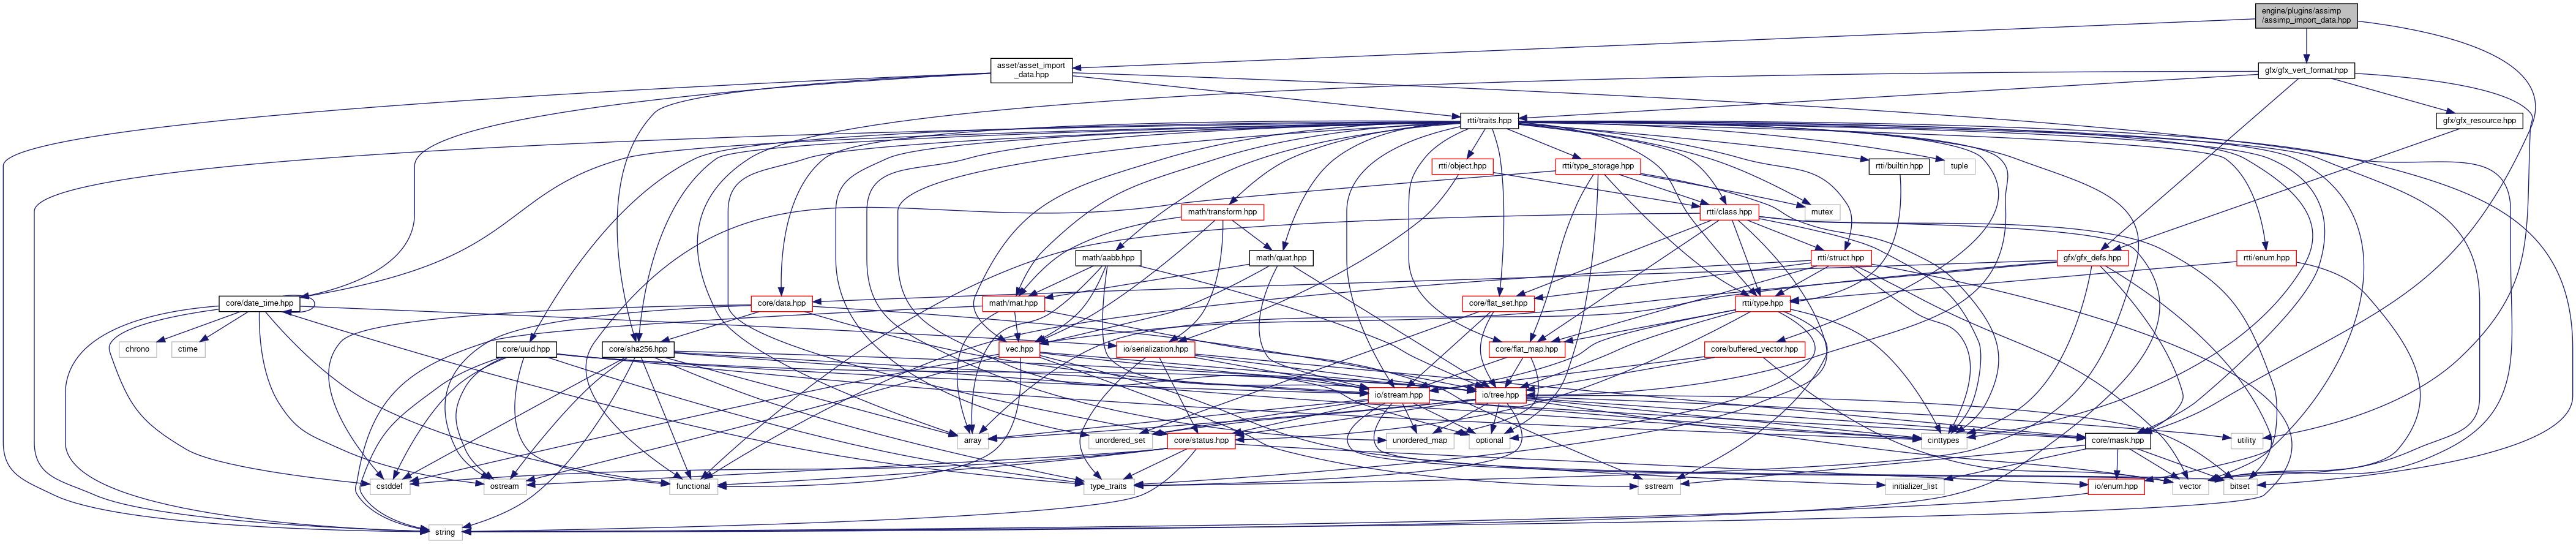 engine/plugins/assimp
/assimp_import_data.hpp
asset/asset_import
_data.hpp
gfx/gfx_vert_format.hpp
rtti/traits.hpp
gfx/gfx_resource.hpp
rtti/object.hpp
rtti/type_storage.hpp
rtti/builtin.hpp
tuple
math/transform.hpp
rtti/class.hpp
mutex
math/aabb.hpp
math/quat.hpp
rtti/struct.hpp
gfx/gfx_defs.hpp
rtti/enum.hpp
core/date_time.hpp
core/data.hpp
math/mat.hpp
core/flat_set.hpp
rtti/type.hpp
chrono
ctime
core/uuid.hpp
core/sha256.hpp
vec.hpp
io/serialization.hpp
core/flat_map.hpp
core/buffered_vector.hpp
io/stream.hpp
io/tree.hpp
array
unordered_set
core/status.hpp
unordered_map
optional
cinttypes
core/mask.hpp
utility
cstddef
ostream
functional
type_traits
sstream
initializer_list
io/enum.hpp
vector
bitset
string